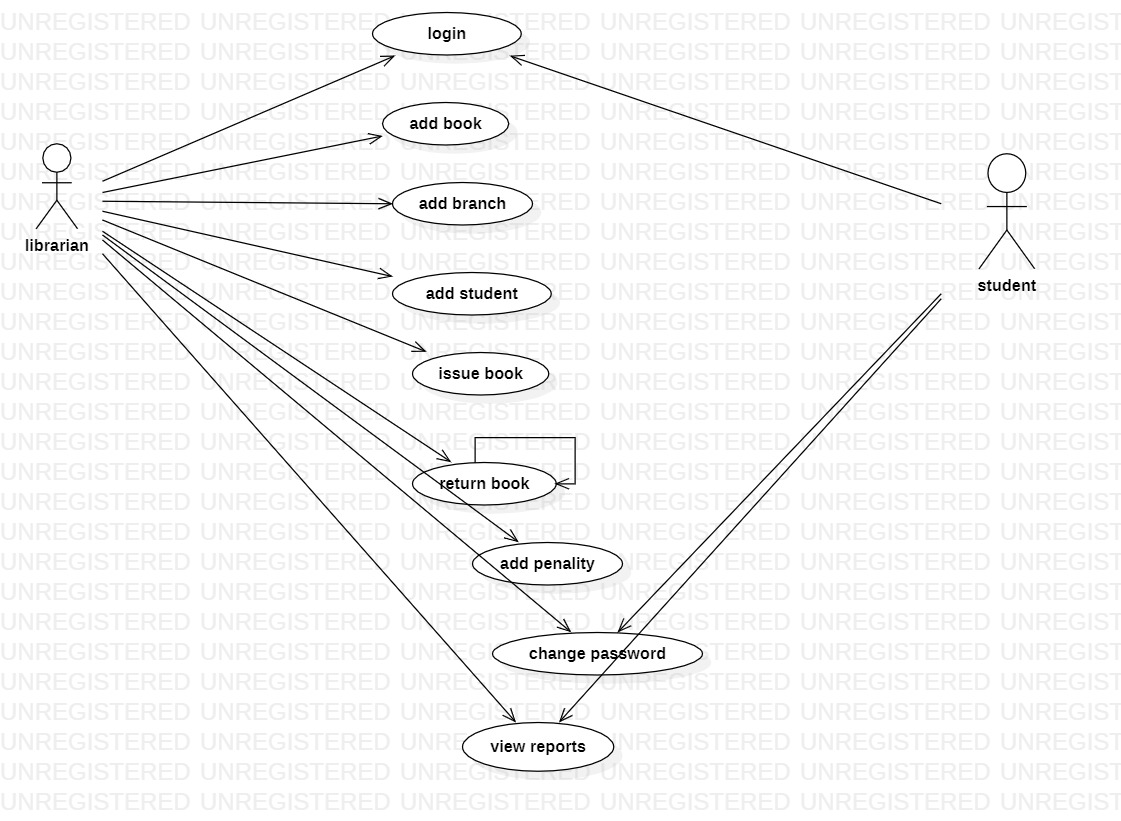 login
add book
add branch
librarian
student
add student
issue book
return book
add penality
change password
view reports
UNREGISTERED